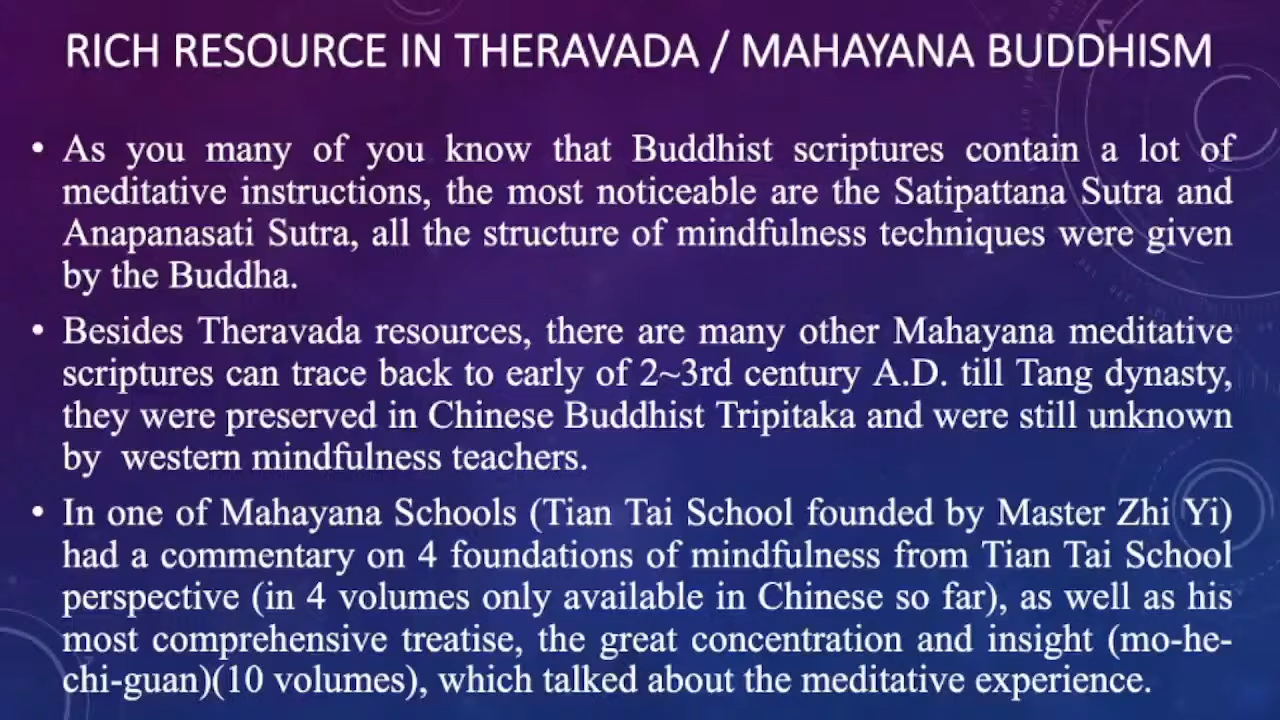 RICH RESOURCE IN THERAVADA / MAHAYANA BUDDHISM
• As you many of you know that Buddhist scriptures contain a lot of
meditative instructions, the most noticeable are the Satipattana Sutra and
Anapanasati Sutra, all the structure of mindfulness techniques were given
by the Buddha.
• Besides Theravada resources, there are many other Mahayana meditative
scriptures can trace back to early of 2~3rd century A.D. till Tang dynasty,
they were preserved in Chinese Buddhist Tripitaka and were still unknown
by western mindfulness teachers.
• In one of Mahayana Schools (Tian Tai School founded by Master Zhi Yi)
had a commentary on 4 foundations of mindfulness from Tian Tai School
perspective (in 4 volumes only available in Chinese so far), as well as his
most comprehensive treatise, the great concentration and insight (mo-he-
chi-guan)(10 volumes), which talked about the meditative experience.